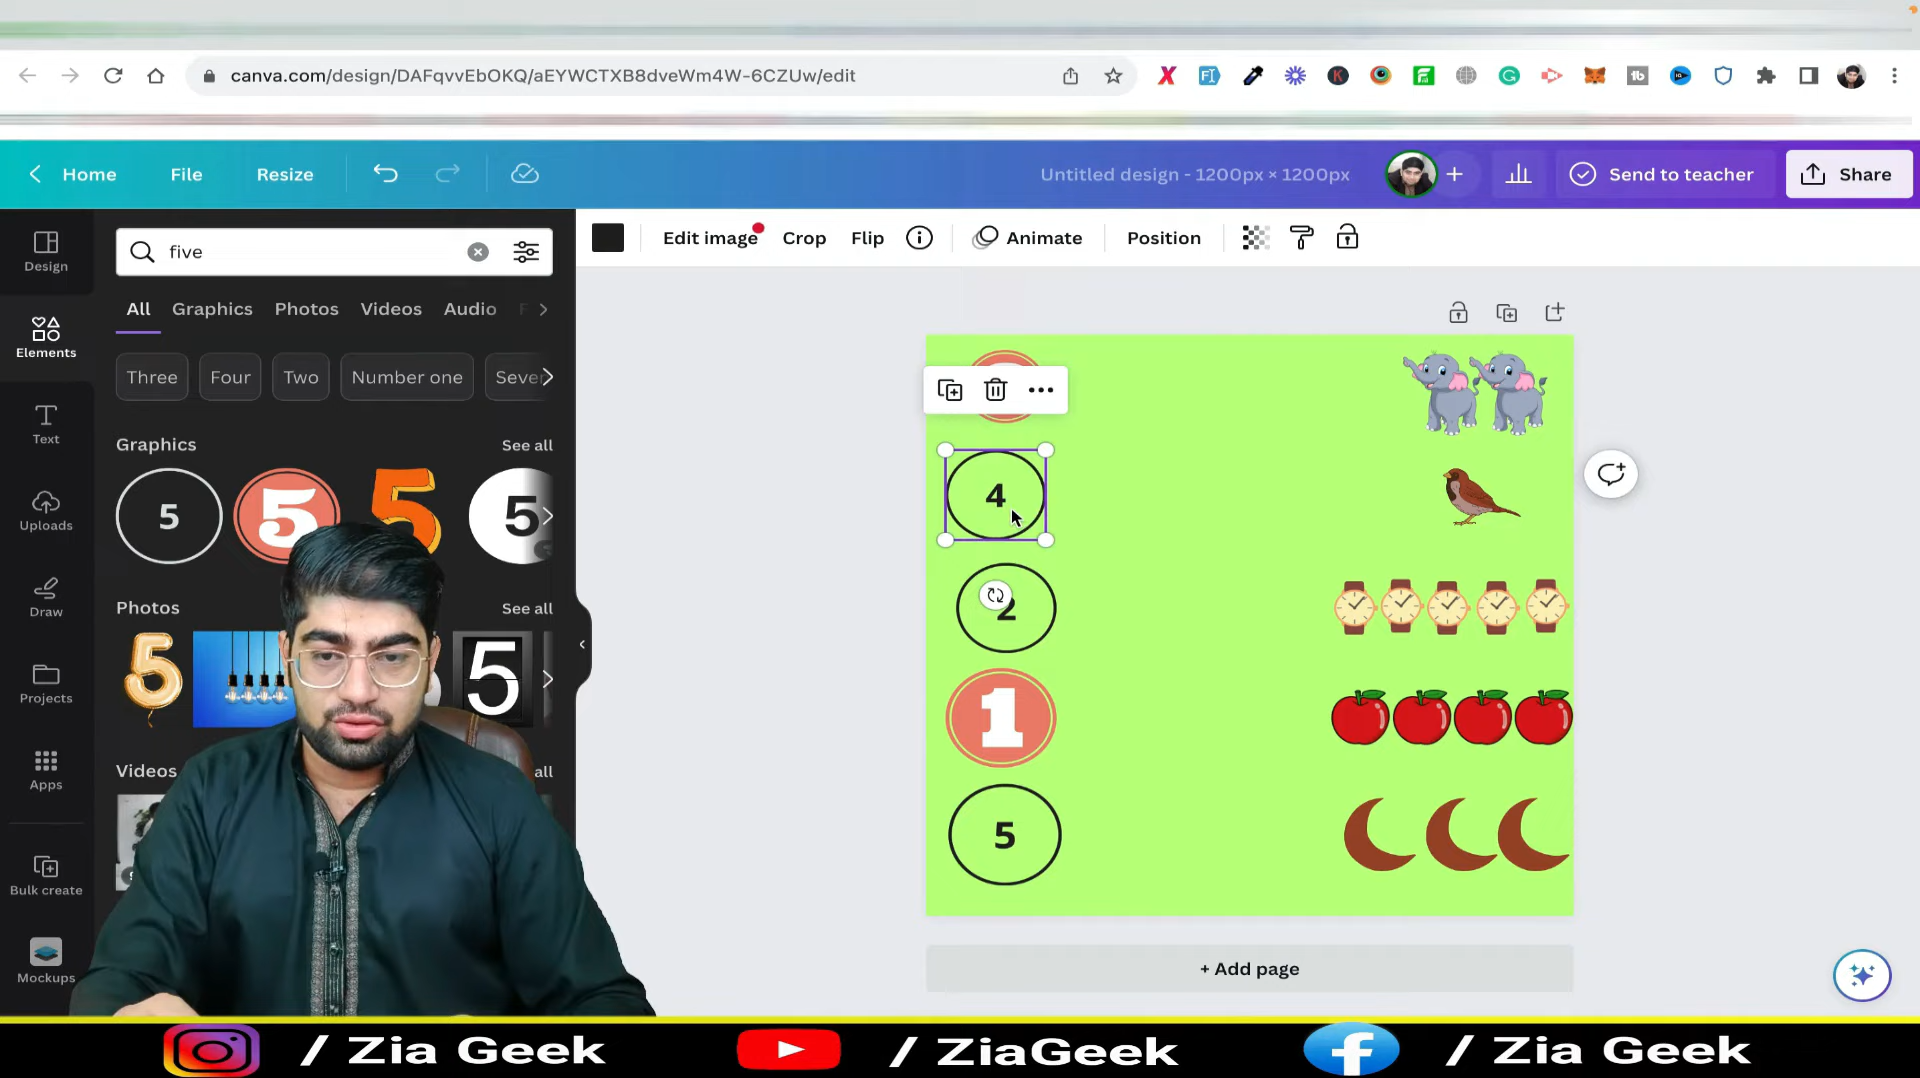 canva.com/design/DAFqvvEbOKQ/aEYWCTXB8dveWm4W-6CZUw/edit
Home File Resize Untitled design - 1200px × 1200px Send to teacher Share
five
Edit image Crop Flip Animate Position
Design
All Graphics Photos Videos Audio
Elements
Three Four Two Number one
Text
Graphics See all
5 5 5 5
4
Uploads
Draw
Photos See all
5 5
2
Projects
1
Videos all
Apps
5
Bulk create
Mockups
+ Add page
/ Zia Geek / ZiaGeek / Zia Geek